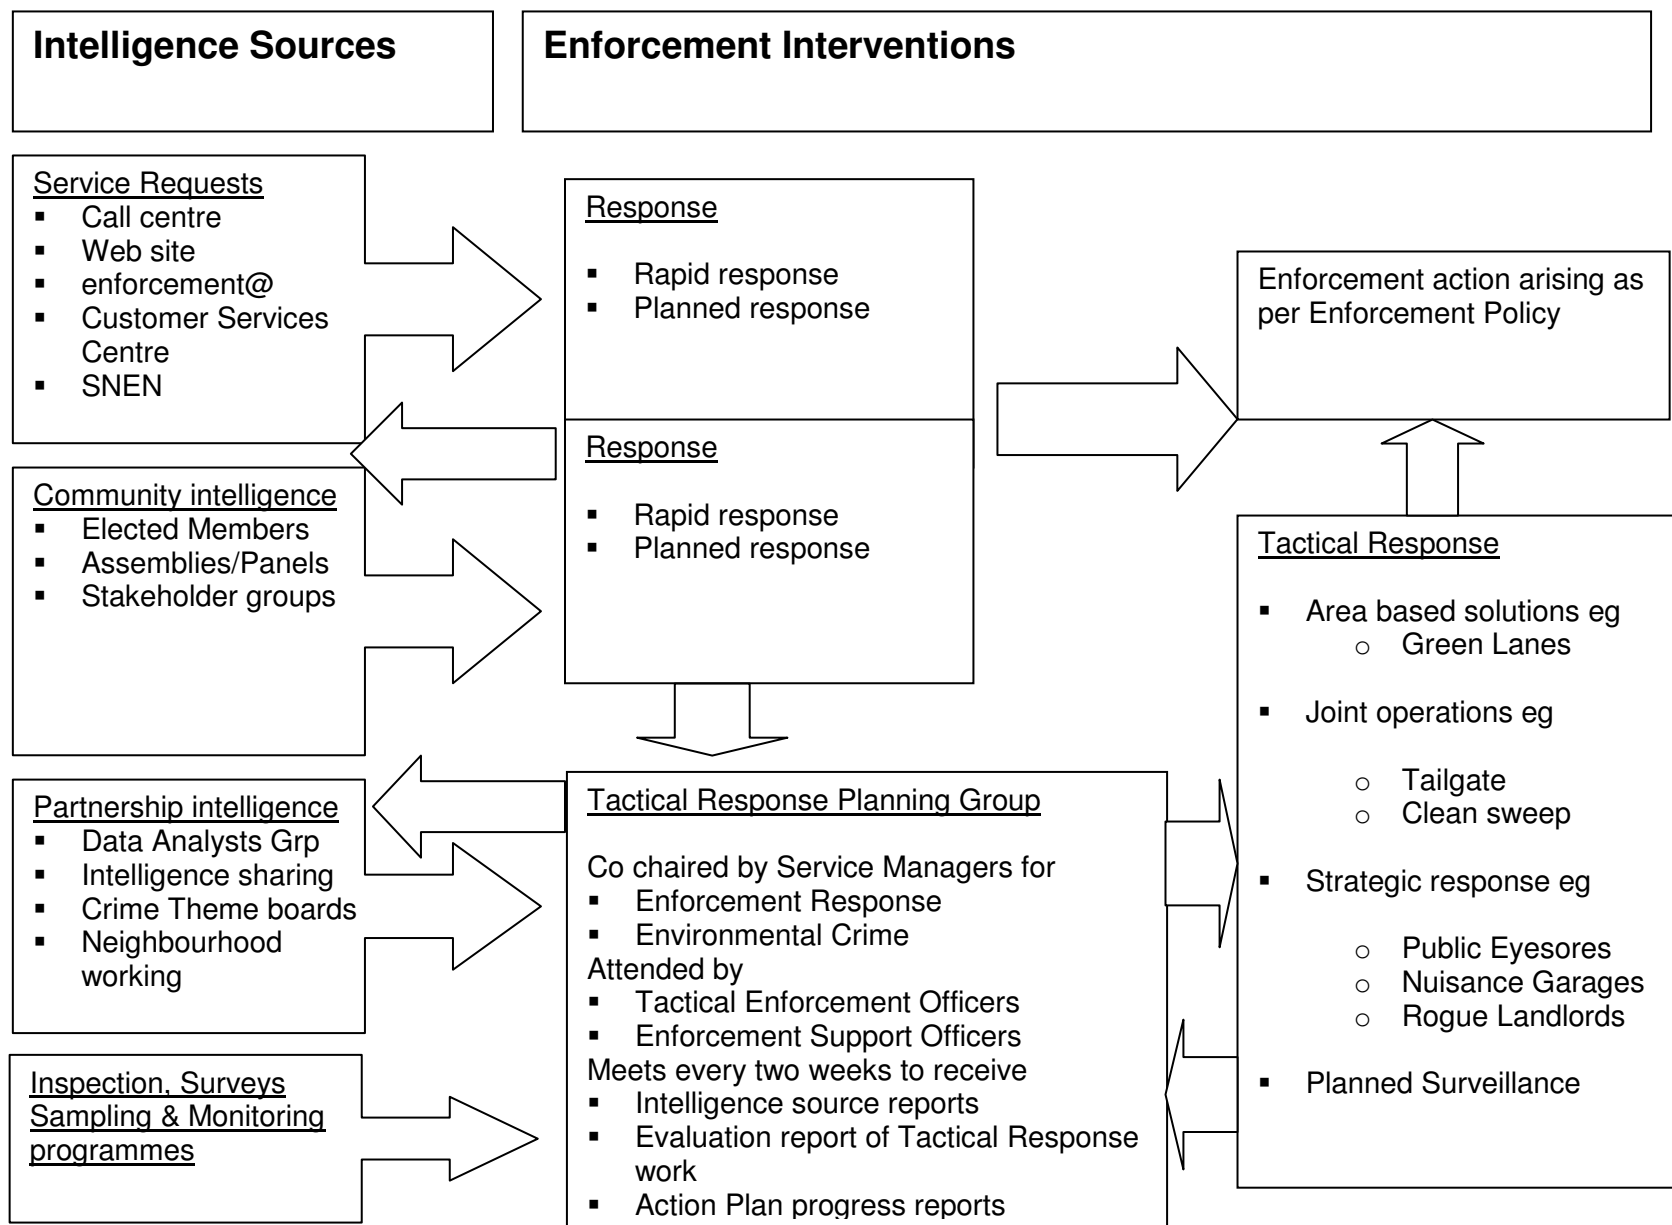 Intelligence Sources
Enforcement Interventions
Service Requests
▪ Call centre
▪ Web site
▪ enforcement@
▪ Customer Services
Centre
▪ SNEN
Response
▪ Rapid response
▪ Planned response
Enforcement action arising as
per Enforcement Policy
Community intelligence
▪ Elected Members
▪ Assemblies/Panels
▪ Stakeholder groups
Response
▪ Rapid response
▪ Planned response
Partnership intelligence
▪ Data Analysts Grp
▪ Intelligence sharing
▪ Crime Theme boards
▪ Neighbourhood
working
Inspection, Surveys
Sampling & Monitoring
programmes
Tactical Response Planning Group
Co chaired by Service Managers for
▪ Enforcement Response
▪ Environmental Crime
Attended by
▪ Tactical Enforcement Officers
▪ Enforcement Support Officers
Meets every two weeks to receive
▪ Intelligence source reports
▪ Evaluation report of Tactical Response
work
▪ Action Plan progress reports
Tactical Response
▪ Area based solutions eg
○ Green Lanes
▪ Joint operations eg
○ Tailgate
○ Clean sweep
▪ Strategic response eg
○ Public Eyesores
○ Nuisance Garages
○ Rogue Landlords
▪ Planned Surveillance